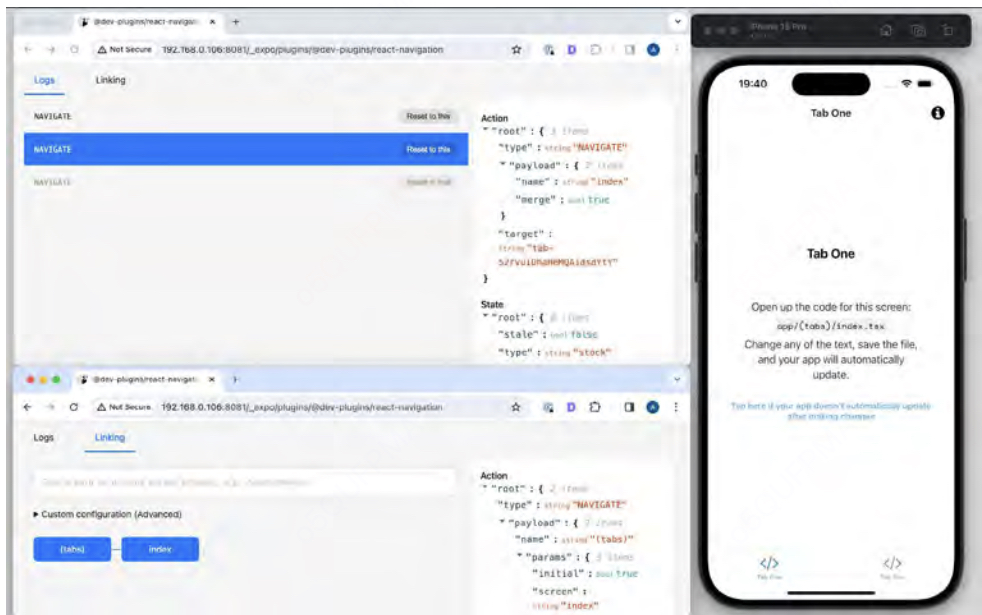 @dev-plugins/react-navigati
Not Secure 192.168.0.106:8081/_expo/plugins/@dev-plugins/react-navigation
Logs Linking
NAVIGATE Reset to this
NAVIGATE Reset to this
NAVIGATE Reset to this
Action
"root" : { 3 items
"type" : string "NAVIGATE"
"payload" : { 2 items
"name" : string "index"
"merge" : bool true
}
"target" :
string "tab-
}
State
"root" : { 6 items
"stale" : bool false
"type" : string "stack"
@dev-plugins/react-navigati
Not Secure 192.168.0.106:8081/_expo/plugins/@dev-plugins/react-navigation
Logs Linking
Custom configuration (Advanced)
(tabs) index
Action
"root" : { 2 items
"type" : string "NAVIGATE"
"payload" : { 2 items
"name" : string "(tabs)"
"params" : { 3 items
"initial" : bool true
"screen" :
string "index"
iPhone 15 Pro
19:40
Tab One
Tab One
Open up the code for this screen:
app/(tabs)/index.tsx
Change any of the text, save the file,
and your app will automatically
update.
Tap here if your app doesn't automatically update
after making changes
Tab One Tab One